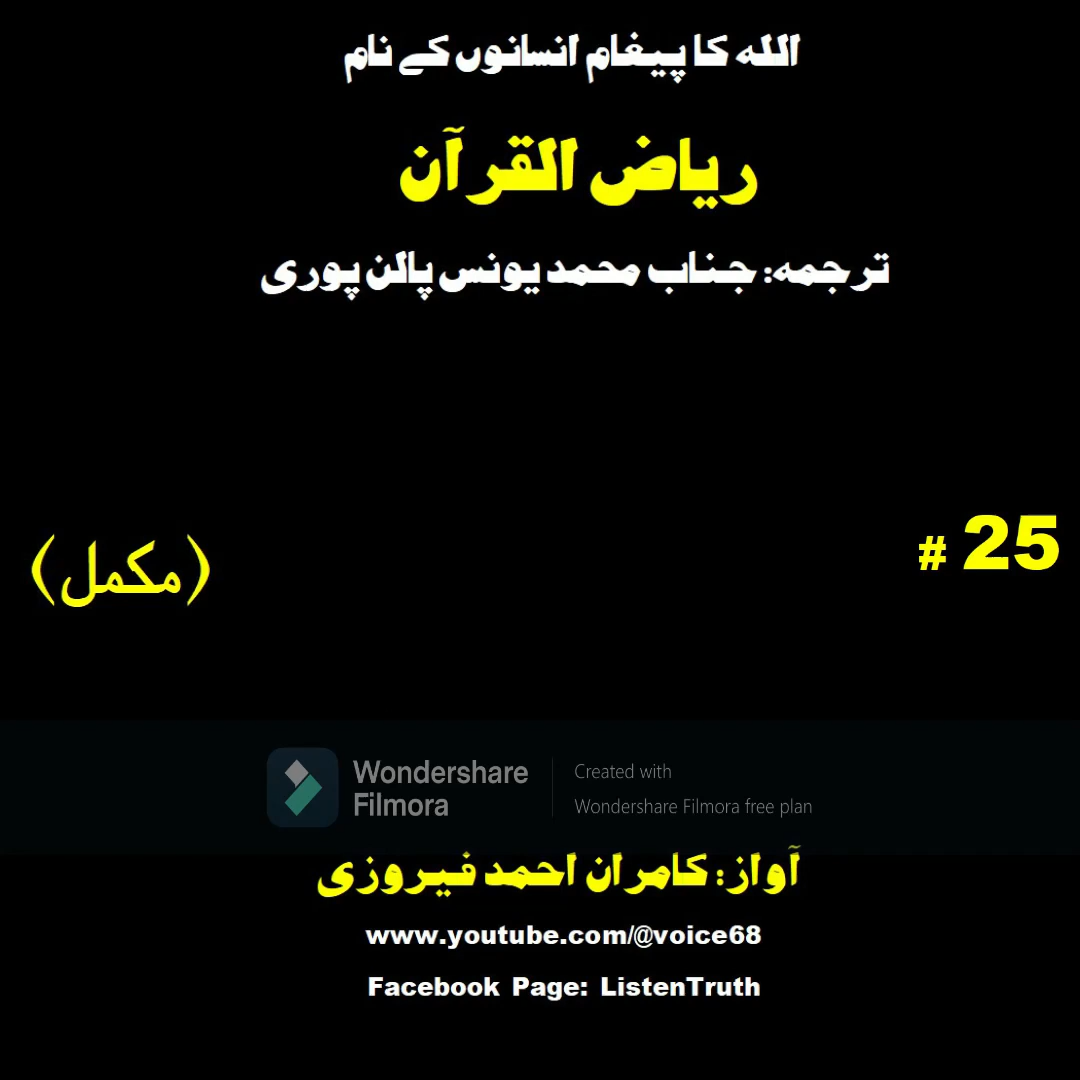 الله کا پیغام انسانوں کے نام
ریاض القرآن
ترجمہ: جناب محمد یونس پالن پوری
# 25
(مکمل)
Wondershare
Filmora
Created with
Wondershare Filmora free plan
آواز: کامران احمد فیروزی
www.youtube.com/@voice68
Facebook Page: ListenTruth